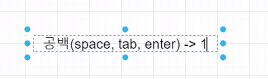 공백(space, tab, enter) -> 1